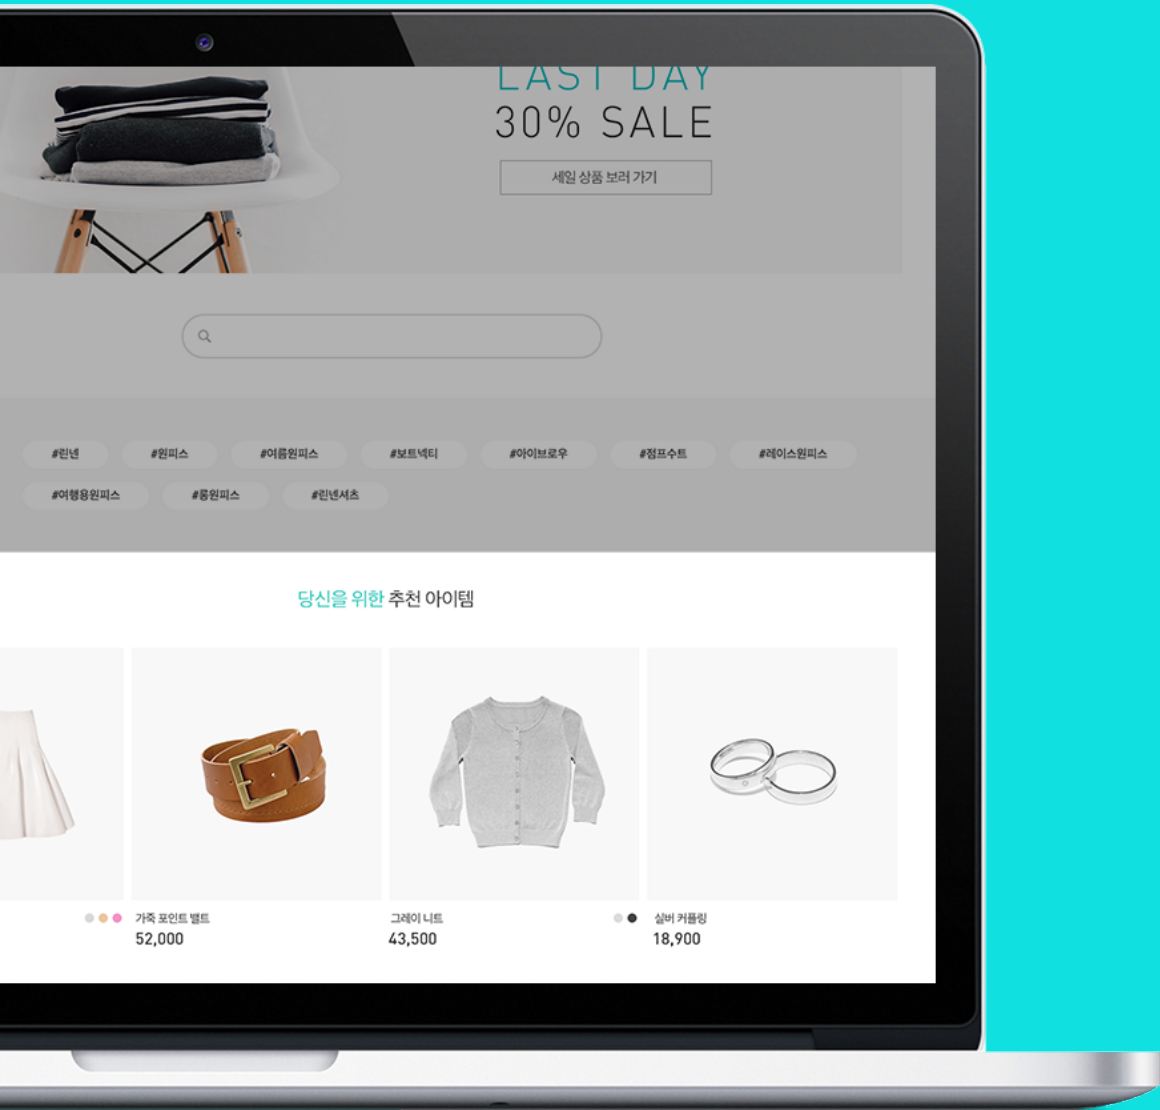 LAST DAY
30% SALE
세일 상품 보러 가기
#린넨 #원피스 #여름원피스 #보트넥티 #아이브로우 #점프수트 #레이스원피스
#여행용원피스 #롱원피스 #린넨셔츠
당신을 위한 추천 아이템
가죽 포인트 밸트 그레이 니트 실버 커플링
52,000 43,500 18,900